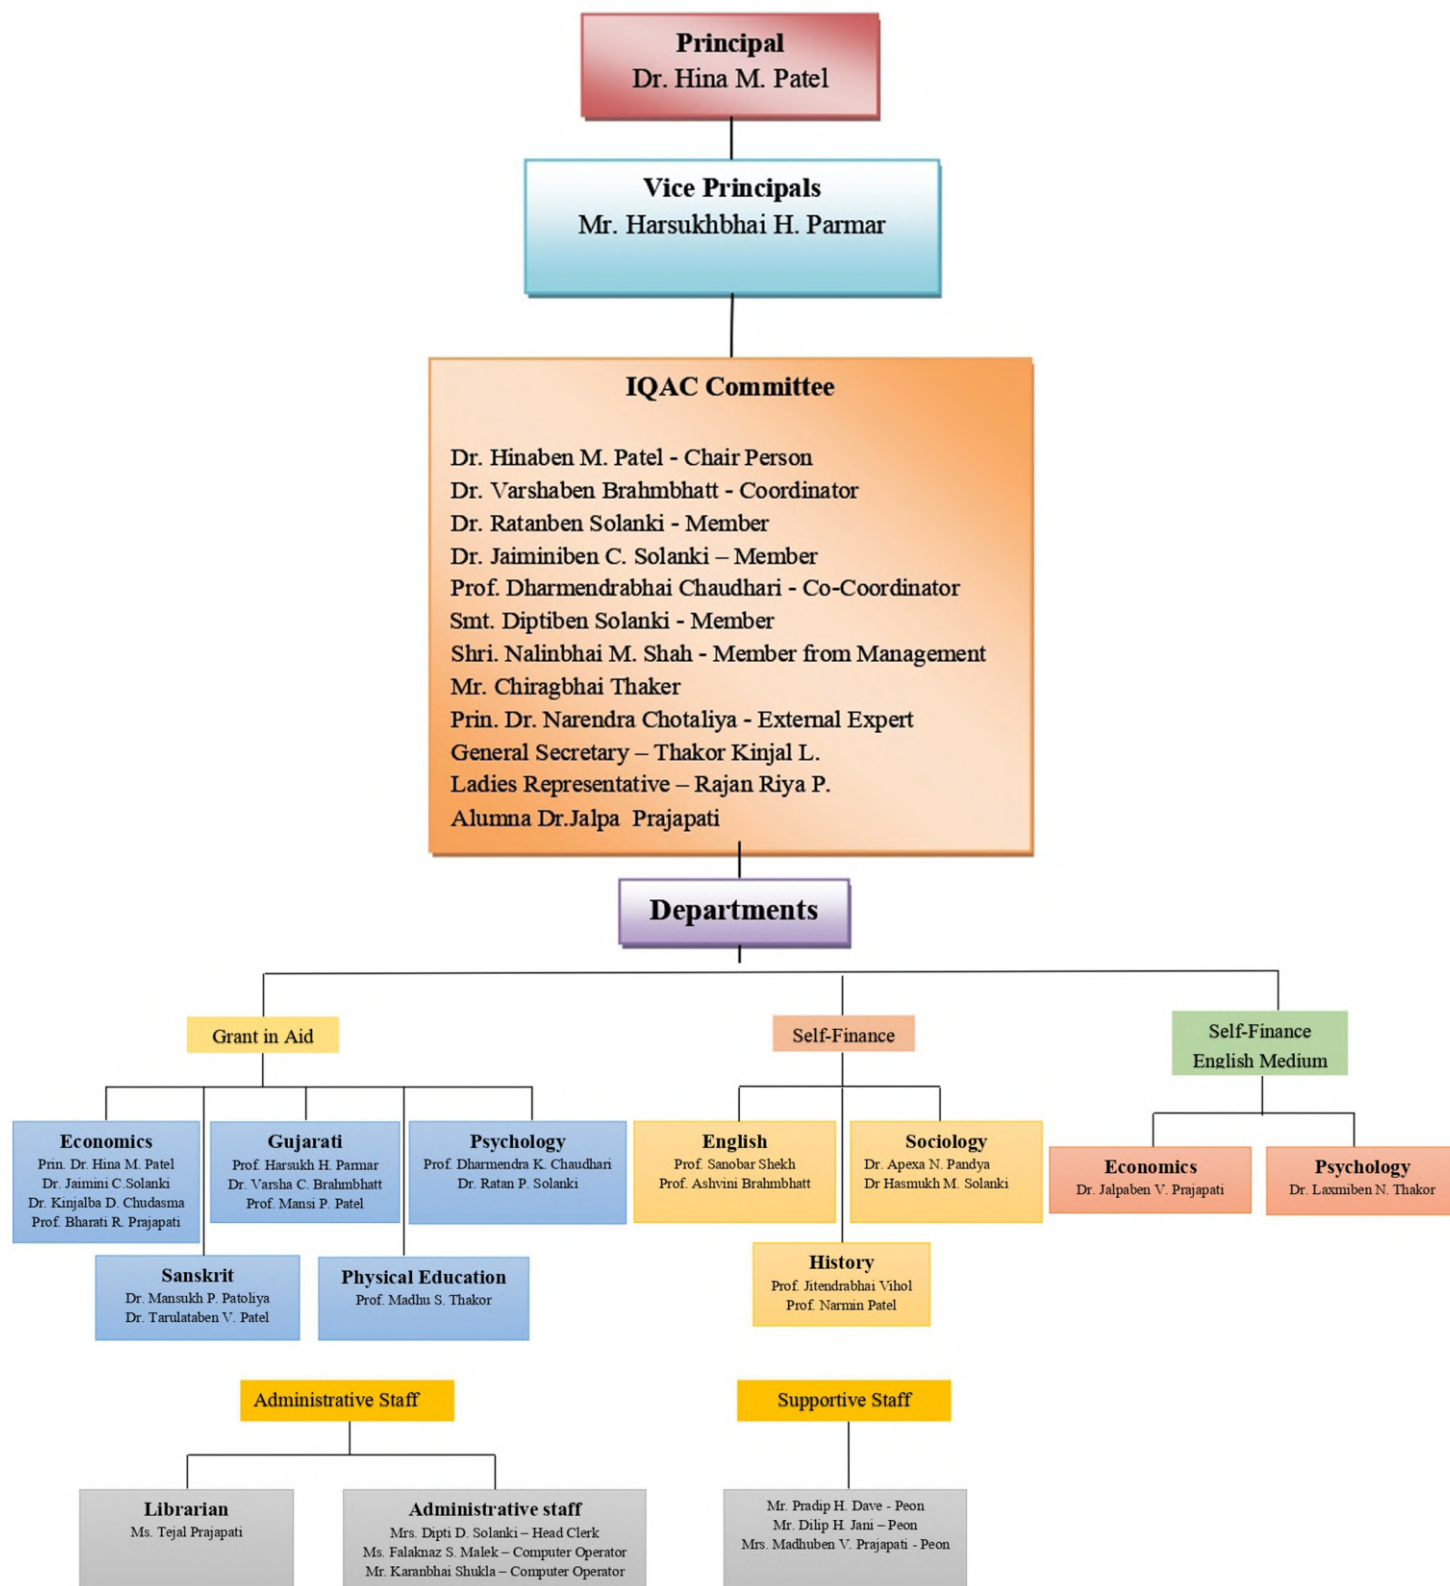 Principal
Dr. Hina M. Patel
Vice Principals
Mr. Harsukhbhai H. Parmar
IQAC Committee
Dr. Hinaben M. Patel - Chair Person
Dr. Varshaben Brahmbhatt - Coordinator
Dr. Ratanben Solanki - Member
Dr. Jaiminiben C. Solanki – Member
Prof. Dharmendrabhai Chaudhari - Co-Coordinator
Smt. Diptiben Solanki - Member
Shri. Nalinbhai M. Shah - Member from Management
Mr. Chiragbhai Thaker
Prin. Dr. Narendra Chotaliya - External Expert
General Secretary – Thakor Kinjal L.
Ladies Representative – Rajan Riya P.
Alumna Dr.Jalpa  Prajapati
Departments
Grant in Aid
Economics
Prin. Dr. Hina M. Patel
Dr. Jaimini C.Solanki
Dr. Kinjalba D. Chudasma
Prof. Bharati R. Prajapati
Gujarati
Prof. Harsukh H. Parmar
Dr. Varsha C. Brahmbhatt
Prof. Mansi P. Patel
Psychology
Prof. Dharmendra K. Chaudhari
Dr. Ratan P. Solanki
Sanskrit
Dr. Mansukh P. Patoliya
Dr. Tarulataben V. Patel
Physical Education
Prof. Madhu S. Thakor
Self-Finance
English
Prof. Sanobar Shekh
Prof. Ashvini Brahmbhatt
Sociology
Dr. Apexa N. Pandya
Dr Hasmukh M. Solanki
History
Prof. Jitendrabhai Vihol
Prof. Narmin Patel
Self-Finance
English Medium
Economics
Dr. Jalpaben V. Prajapati
Psychology
Dr. Laxmiben N. Thakor
Administrative Staff
Librarian
Ms. Tejal Prajapati
Administrative staff
Mrs. Dipti D. Solanki – Head Clerk
Ms. Falaknaz S. Malek – Computer Operator
Mr. Karanbhai Shukla – Computer Operator
Supportive Staff
Mr. Pradip H. Dave - Peon
Mr. Dilip H. Jani – Peon
Mrs. Madhuben V. Prajapati - Peon